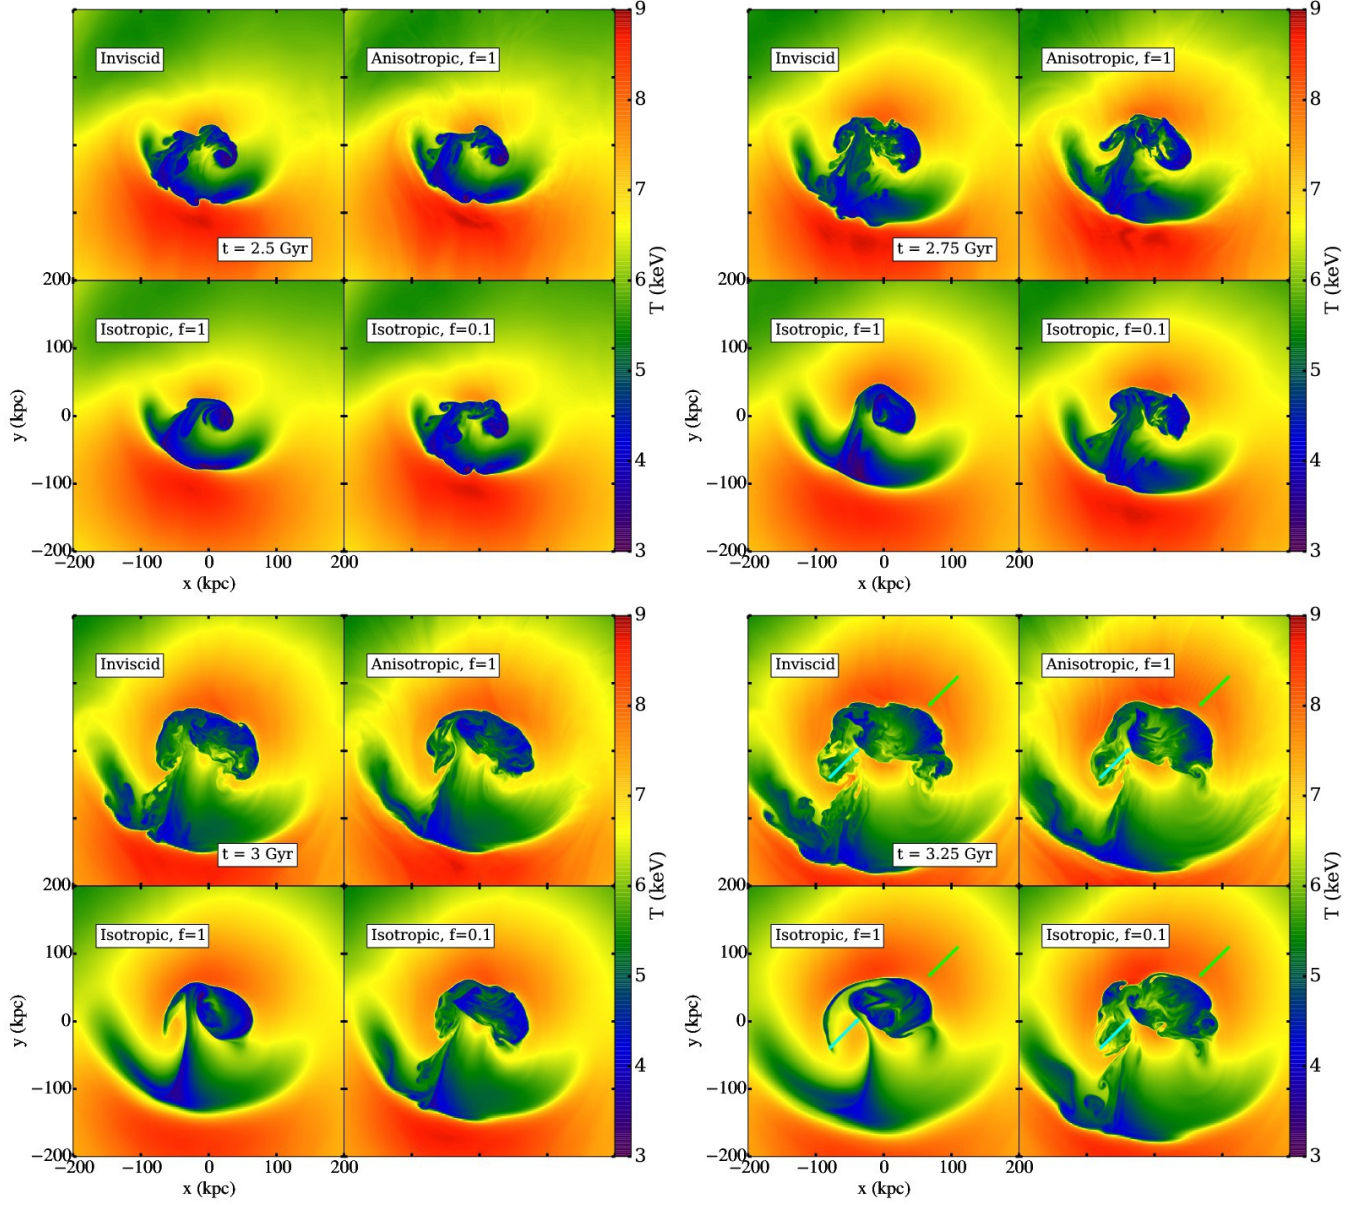 Inviscid
Anisotropic, f=1
t = 2.5 Gyr
Isotropic, f=1
Isotropic, f=0.1
200
100
0
−100
−200
y (kpc)
−200
−100
0
100
200
x (kpc)
9
8
7
6
5
4
3
T (keV)
Inviscid
Anisotropic, f=1
t = 2.75 Gyr
Isotropic, f=1
Isotropic, f=0.1
200
100
0
−100
−200
y (kpc)
−200
−100
0
100
200
x (kpc)
9
8
7
6
5
4
3
T (keV)
Inviscid
Anisotropic, f=1
t = 3 Gyr
Isotropic, f=1
Isotropic, f=0.1
200
100
0
−100
−200
y (kpc)
−200
−100
0
100
200
x (kpc)
9
8
7
6
5
4
3
T (keV)
Inviscid
Anisotropic, f=1
t = 3.25 Gyr
Isotropic, f=1
Isotropic, f=0.1
200
100
0
−100
−200
y (kpc)
−200
−100
0
100
200
x (kpc)
9
8
7
6
5
4
3
T (keV)